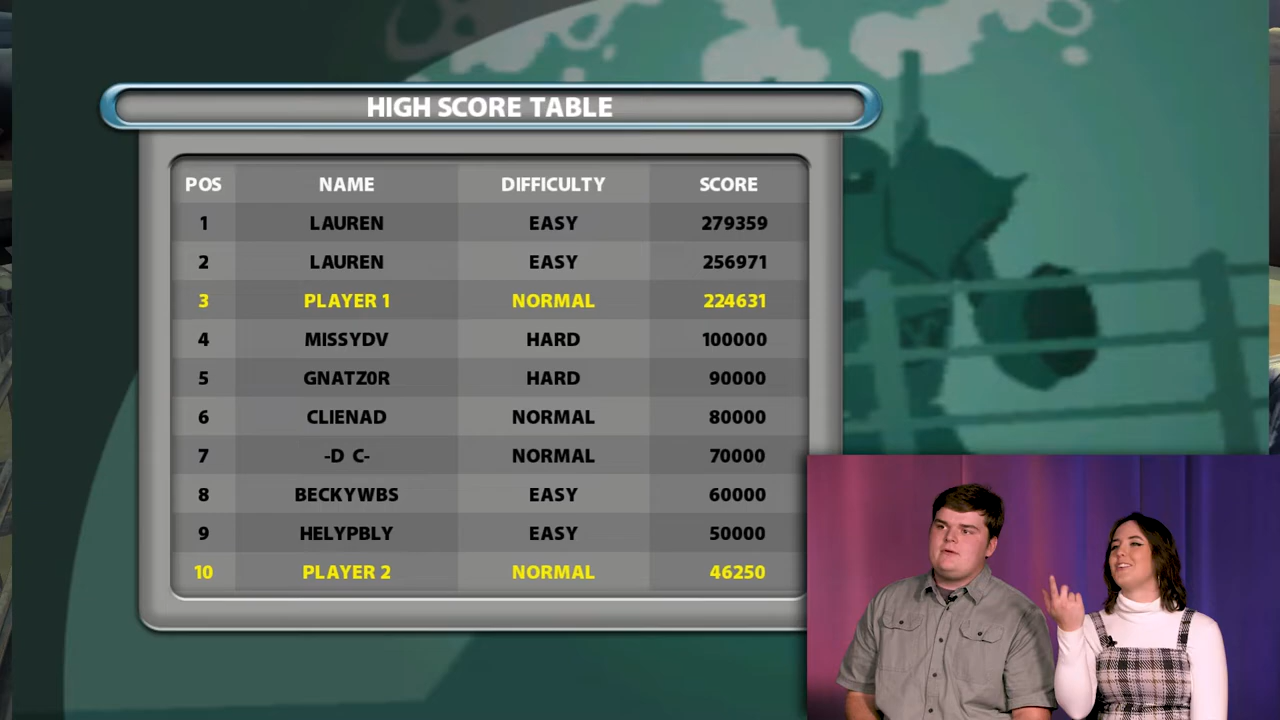 HIGH SCORE TABLE
POS NAME DIFFICULTY SCORE
1 LAUREN EASY 279359
2 LAUREN EASY 256971
3 PLAYER 1 NORMAL 224631
4 MISSYDV HARD 100000
5 GNATZ0R HARD 90000
6 CLIENAD NORMAL 80000
7 -D C- NORMAL 70000
8 BECKYWBS EASY 60000
9 HELYPBLY EASY 50000
10 PLAYER 2 NORMAL 46250